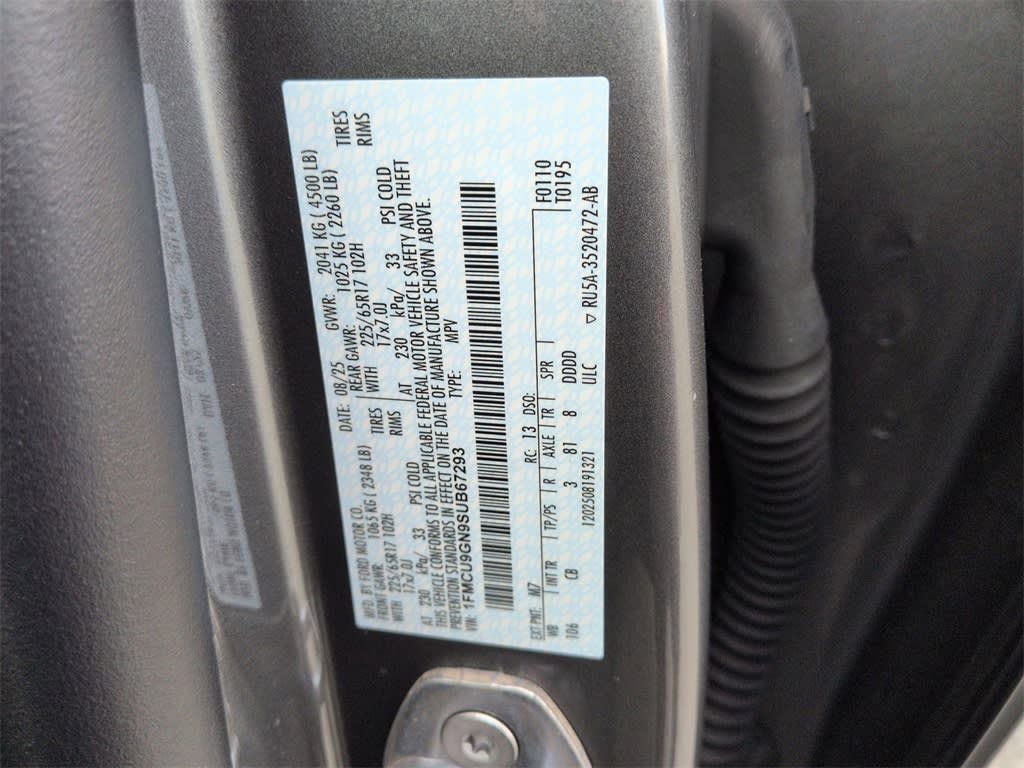 MFD. BY FORD MOTOR CO.
DATE: 08/25 GVWR: 2041 KG ( 4500 LB)
FRONT GAWR: 1065 KG ( 2348 LB)
REAR GAWR: 1025 KG ( 2260 LB)
WITH 225/65R17 102H TIRES
WITH 225/65R17 102H TIRES
17x7.0J RIMS
17x7.0J RIMS
AT 230 kPa/ 33 PSI COLD
AT 230 kPa/ 33 PSI COLD
THIS VEHICLE CONFORMS TO ALL APPLICABLE FEDERAL MOTOR VEHICLE SAFETY AND THEFT
PREVENTION STANDARDS IN EFFECT ON THE DATE OF MANUFACTURE SHOWN ABOVE.
VIN: 1FMCU9GN9SUB67293 TYPE: MPV
EXT PNT: M7 RC: 13 DSO: F0110
WB | INT TR | TP/PS | R | AXLE | TR | SPR T0195
106 CB 3 81 8 DDDD
1202508191321 ULC ▽ RU5A-3520472-AB